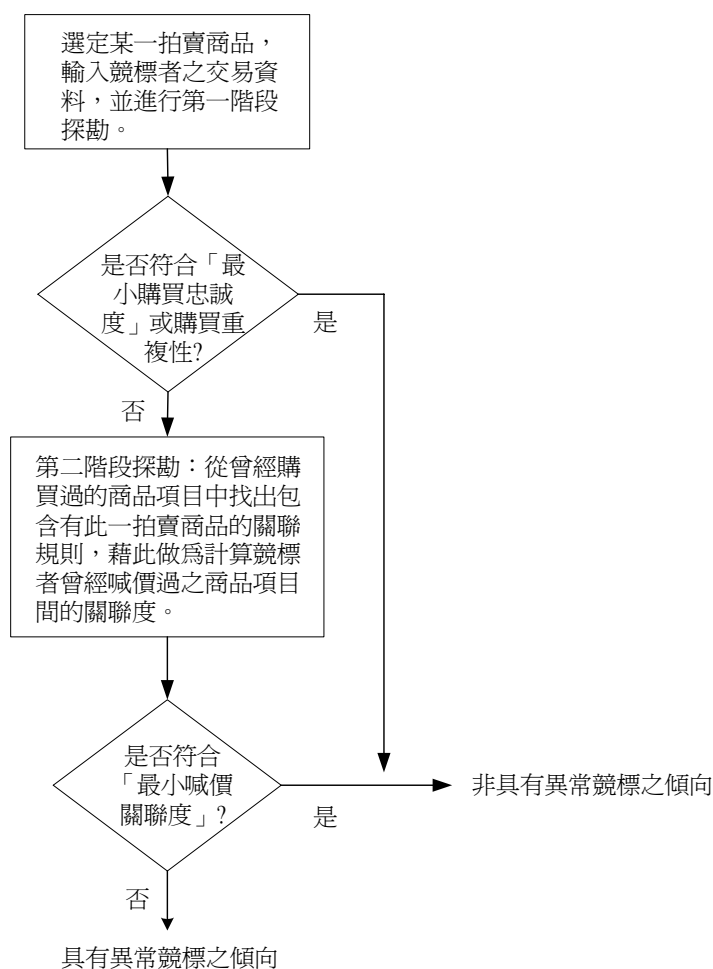 選定某一拍賣商品，
輸入競標者之交易資
料，並進行第一階段
探勘。
是否符合「最
小購買忠誠
度」或購買重
複性?
是
否
第二階段探勘：從曾經購
買過的商品項目中找出包
含有此一拍賣商品的關聯
規則，藉此做為計算競標
者曾經喊價過之商品項目
間的關聯度。
是否符合
「最小喊價
關聯度」?
是
非具有異常競標之傾向
否
具有異常競標之傾向